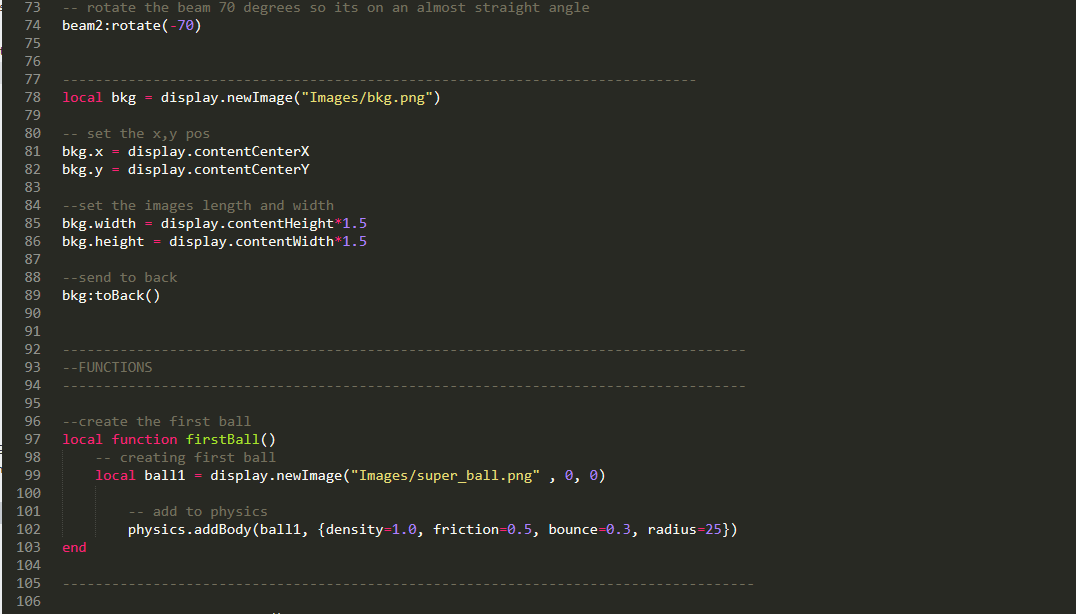 73 -- rotate the beam 70 degrees so its on an almost straight angle
74 beam2:rotate(-70)
75
76
77 -----------------------------------------------------------------------------
78 local bkg = display.newImage("Images/bkg.png")
79
80 -- set the x,y pos
81 bkg.x = display.contentCenterX
82 bkg.y = display.contentCenterY
83
84 --set the images length and width
85 bkg.width = display.contentHeight*1.5
86 bkg.height = display.contentWidth*1.5
87
88 --send to back
89 bkg:toBack()
90
91
92 -----------------------------------------------------------------------------------
93 --FUNCTIONS
94 -----------------------------------------------------------------------------------
95
96 --create the first ball
97 local function firstBall()
98     -- creating first ball
99     local ball1 = display.newImage("Images/super_ball.png" , 0, 0)
100
101         -- add to physics
102         physics.addBody(ball1, {density=1.0, friction=0.5, bounce=0.3, radius=25})
103 end
104
105 ------------------------------------------------------------------------------------
106